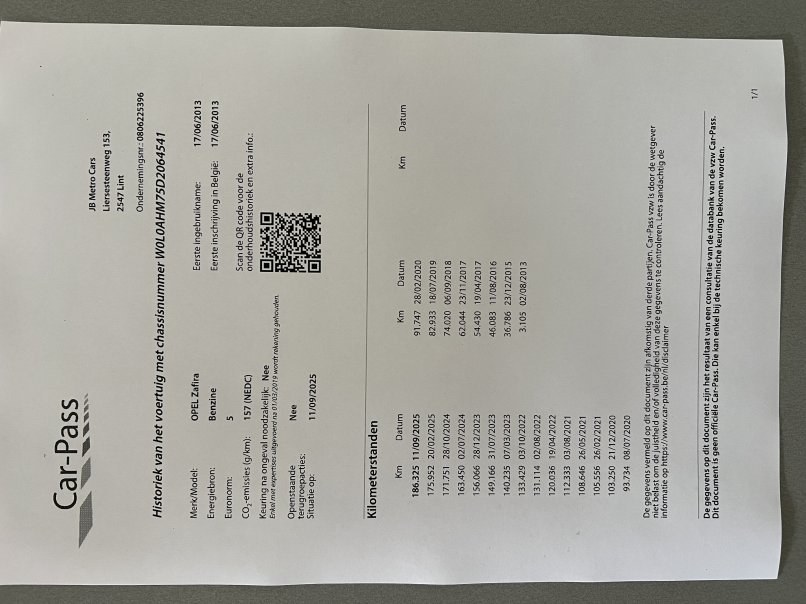 Car-Pass
JB Metro Cars
Liersesteenweg 153,
2547 Lint
Ondernemingsnr.: 0806225396
Historiek van het voertuig met chassisnummer W0L0AHM75D2064541
Merk/Model: OPEL Zafira
Energiebron: Benzine
Euronorm: 5
CO2-emissies (g/km): 157 (NEDC)
Keuring na ongeval noodzakelijk: Nee
Enkel met expertises uitgevoerd na 01/03/2019 wordt rekening gehouden.
Openstaande
terugroepacties: Nee
Situatie op: 11/09/2025
Eerste ingebruikname: 17/06/2013
Eerste inschrijving in België: 17/06/2013
Scan de QR code voor de
onderhoudshistoriek en extra info.:
Kilometerstanden
Km Datum
186.325 11/09/2025
175.952 20/02/2025
171.751 28/10/2024
163.450 02/07/2024
156.066 28/12/2023
149.166 31/07/2023
140.235 07/03/2023
133.429 03/10/2022
131.114 02/08/2022
120.036 19/04/2022
112.333 03/08/2021
108.646 26/05/2021
105.556 26/02/2021
103.250 21/12/2020
93.734 08/07/2020
Km Datum
91.747 28/02/2020
82.933 18/07/2019
74.020 06/09/2018
62.044 23/11/2017
54.430 19/04/2017
46.083 11/08/2016
36.786 23/12/2015
3.105 02/08/2013
Km Datum
De gegevens vermeld op dit document zijn afkomstig van derde partijen. Car-Pass vzw is door de wetgever
niet belast om de juistheid en/of volledigheid van deze gegevens te controleren. Lees aandachtig de
informatie op https://www.car-pass.be/nl/disclaimer
De gegevens op dit document zijn het resultaat van een consultatie van de databank van de vzw Car-Pass.
Dit document is geen officiële Car-Pass. Die kan enkel bij de technische keuring bekomen worden.
1/1